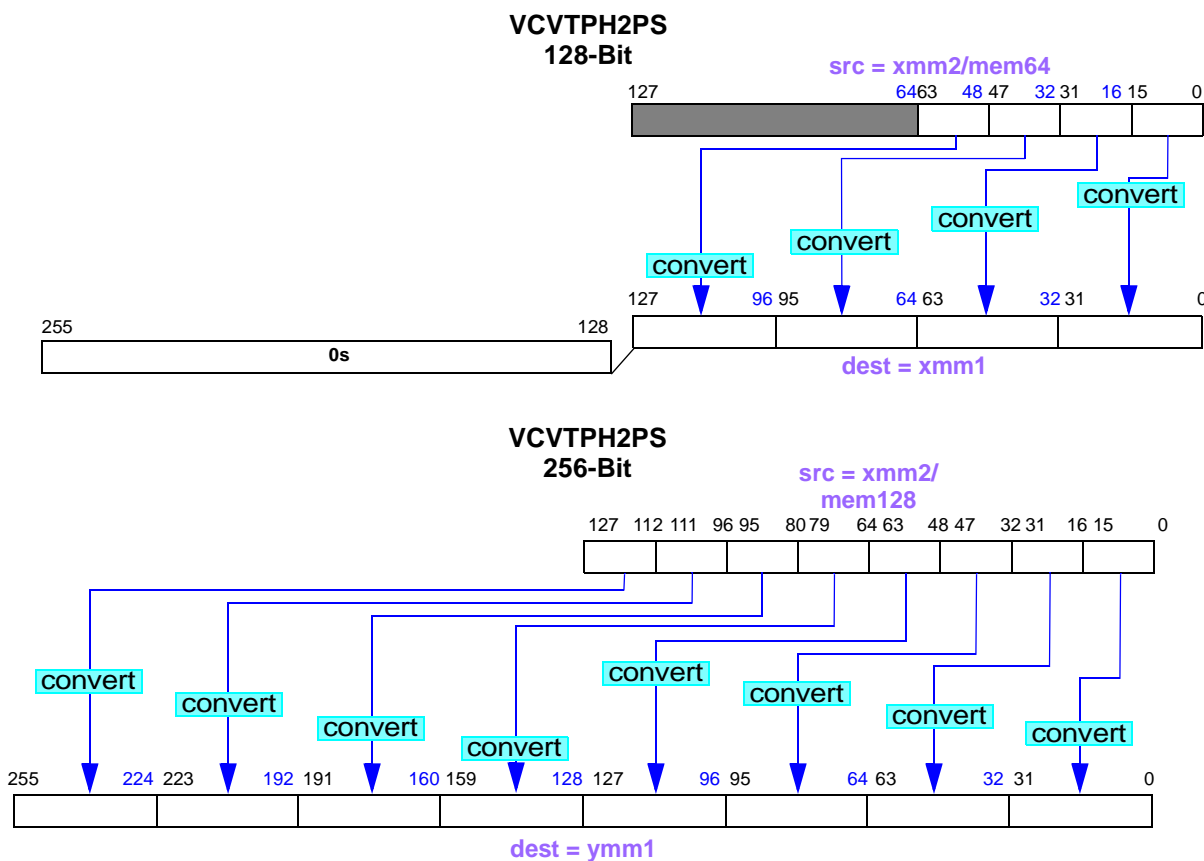 VCVTPH2PS
128-Bit
src = xmm2/mem64
127 64 63 48 47 32 31 16 15 0
convert
convert
convert
convert
127 96 95 64 63 32 31 0
255 128
0s
dest = xmm1
VCVTPH2PS
256-Bit
src = xmm2/
mem128
127 112 111 96 95 80 79 64 63 48 47 32 31 16 15 0
convert convert convert convert convert convert convert convert
255 224 223 192 191 160 159 128 127 96 95 64 63 32 31 0
dest = ymm1